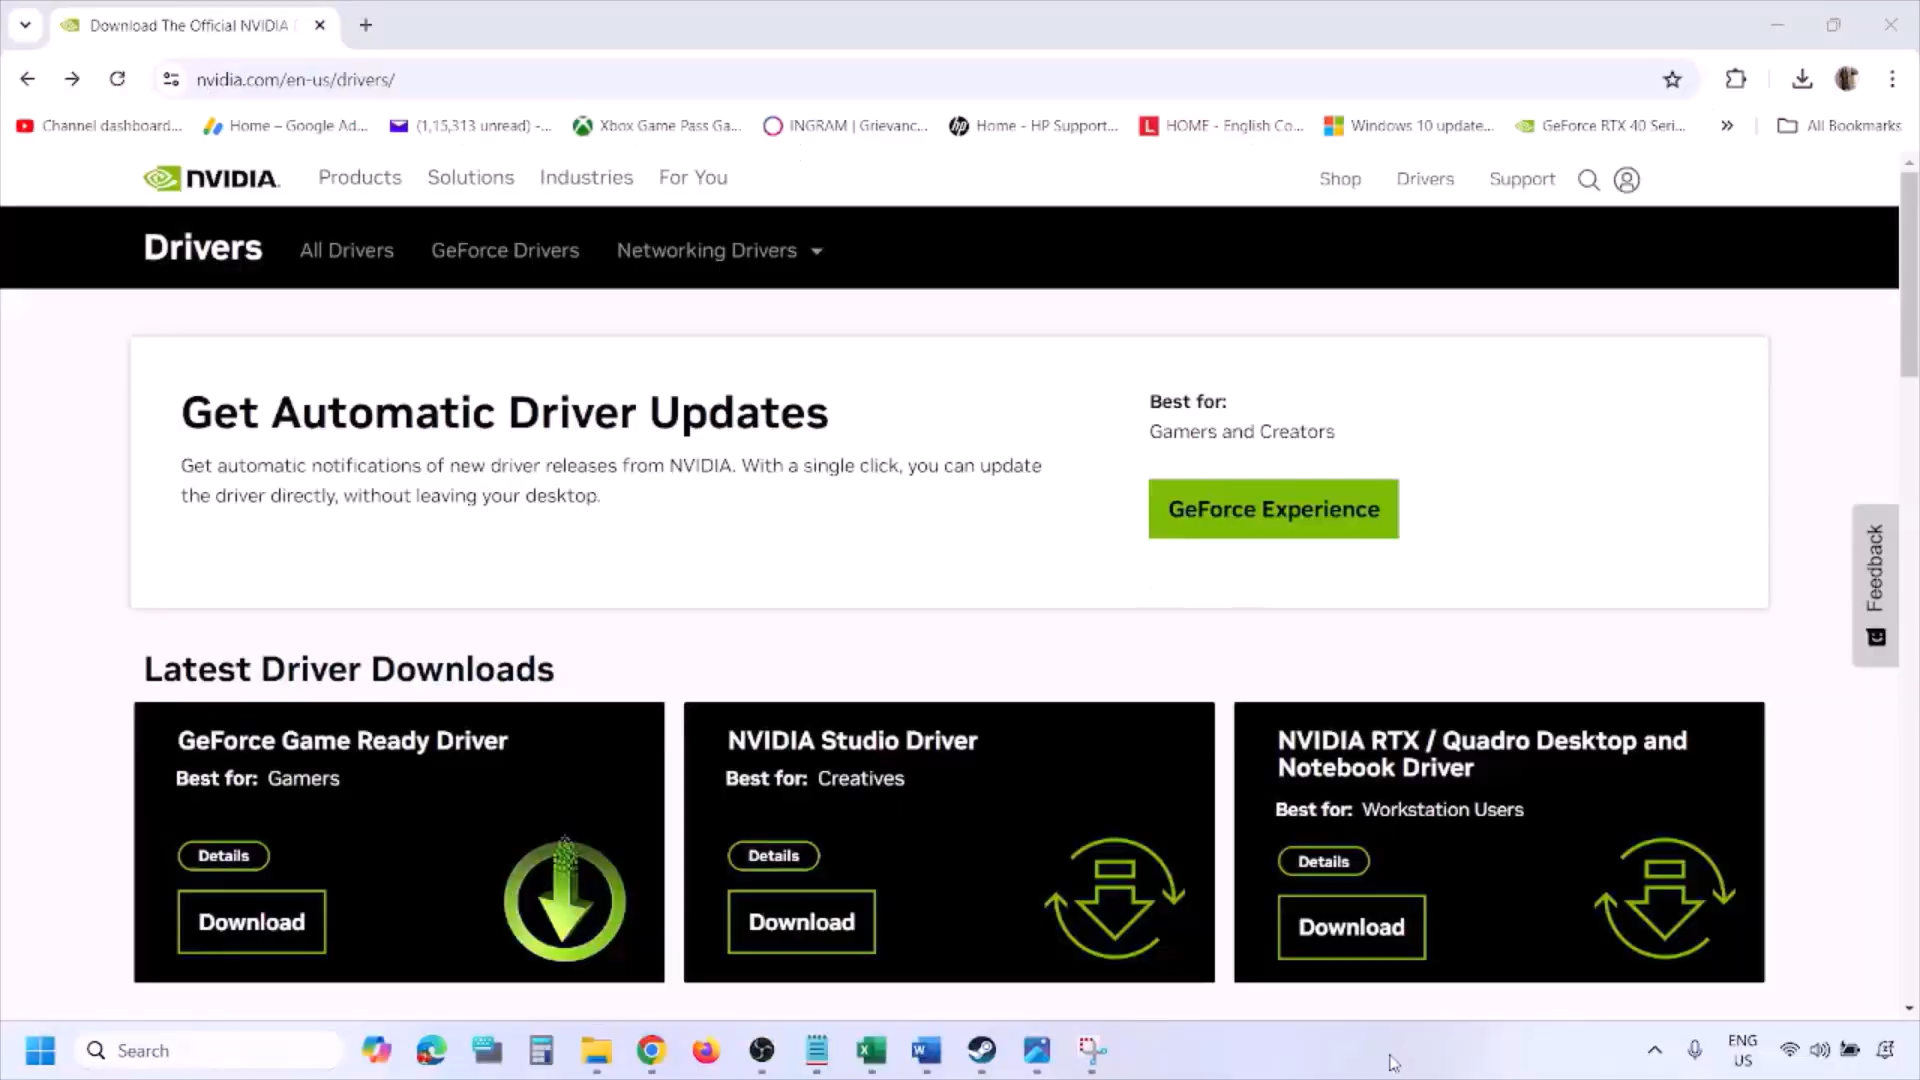 Download The Official NVIDIA
nvidia.com/en-us/drivers/
Channel dashboard...
Home – Google Ad...
(1,15,313 unread) -...
Xbox Game Pass Ga...
INGRAM | Grievanc...
Home - HP Support...
HOME - English Co...
Windows 10 update...
GeForce RTX 40 Seri...
All Bookmarks
NVIDIA.
Products
Solutions
Industries
For You
Shop
Drivers
Support
Drivers
All Drivers
GeForce Drivers
Networking Drivers
Get Automatic Driver Updates
Get automatic notifications of new driver releases from NVIDIA. With a single click, you can update
the driver directly, without leaving your desktop.
Best for:
Gamers and Creators
GeForce Experience
Feedback
Latest Driver Downloads
GeForce Game Ready Driver
Best for: Gamers
Details
Download
NVIDIA Studio Driver
Best for: Creatives
Details
Download
NVIDIA RTX / Quadro Desktop and
Notebook Driver
Best for: Workstation Users
Details
Download
Search
ENG
US